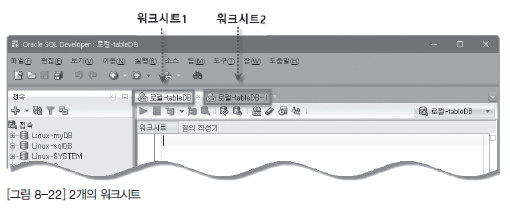 워크시트1 워크시트2
Oracle SQL Developer : 로컬-tableDB
파일(F) 편집(E) 보기(V) 이동(N) 실행(R) 소스 팀(M) 도구(T) 창(W) 도움말(H)
접속 로컬-tableDB 로컬-tableDB-1
로컬-tableDB
접속 워크시트 질의 작성기
Linux-myDB
Linux-sqlDB
Linux-SYSTEM
[그림 8-22] 2개의 워크시트